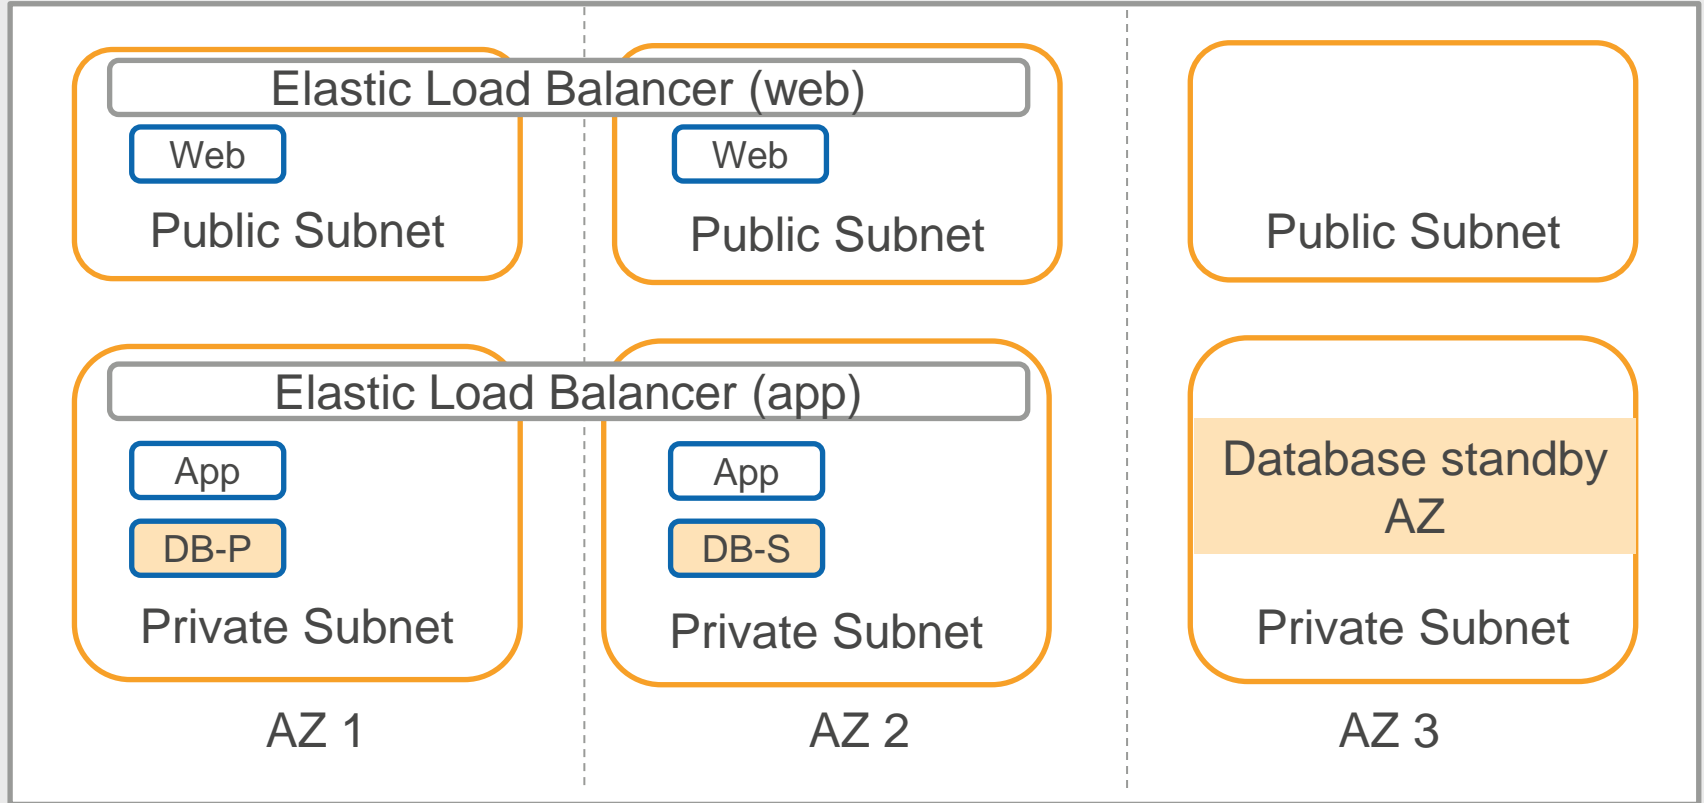 Elastic Load Balancer (web)
Web
Web
Public Subnet
Public Subnet
Public Subnet
Elastic Load Balancer (app)
App
App
DB-P
DB-S
Database standby
AZ
Private Subnet
Private Subnet
Private Subnet
AZ 1
AZ 2
AZ 3